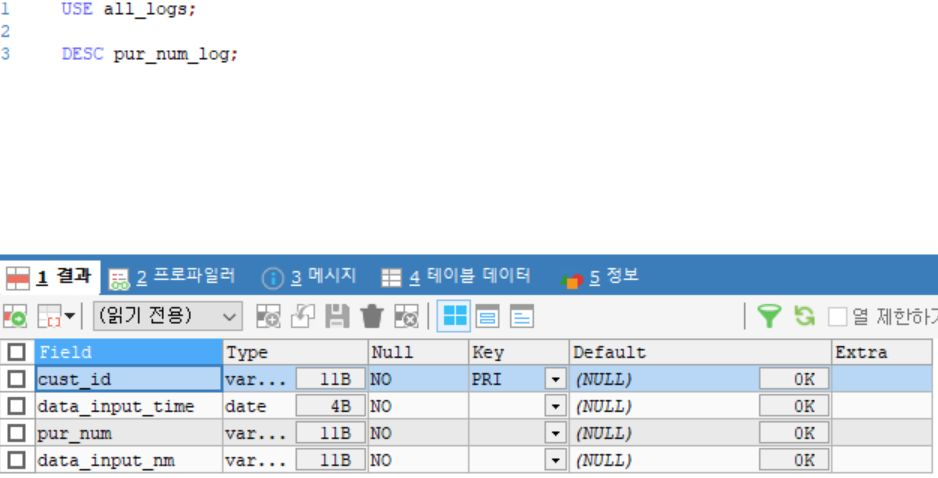 1 USE all_logs;
2
3 DESC pur_num_log;
1 결과 2 프로파일러 3 메시지 4 테이블 데이터 5 정보
(읽기 전용) 열 제한하기
Field Type Null Key Default Extra
cust_id var... 11B NO PRI (NULL) 0K
data_input_time date 4B NO (NULL) 0K
pur_num var... 11B NO (NULL) 0K
data_input_nm var... 11B NO (NULL) 0K